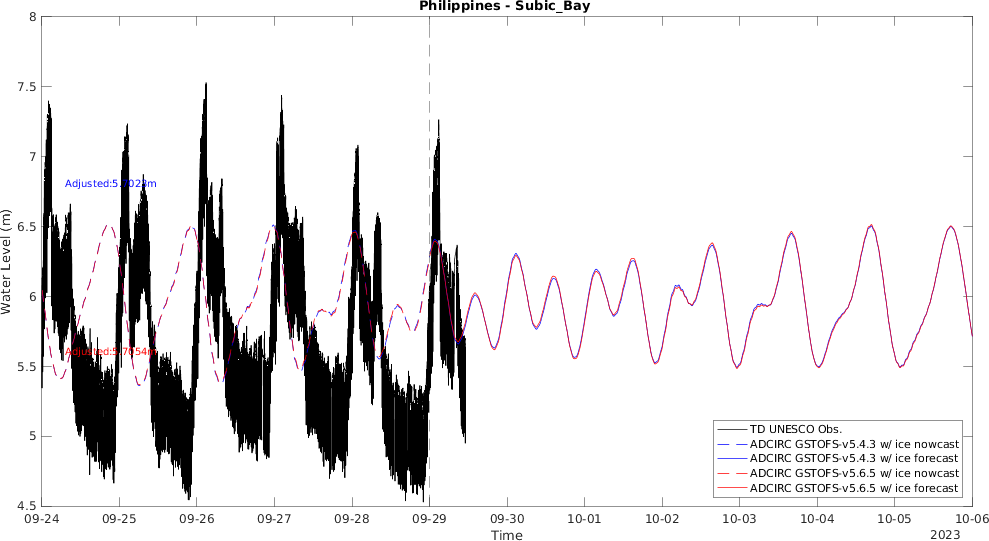 Philippines - Subic_Bay
Water Level (m)
8
7.5
7
6.5
6
5.5
5
4.5
09-24
09-25
09-26
09-27
09-28
09-29
09-30
10-01
10-02
10-03
10-04
10-05
10-06
Time
2023
TD UNESCO Obs.
ADCIRC GSTOFS-v5.4.3 w/ ice nowcast
ADCIRC GSTOFS-v5.4.3 w/ ice forecast
ADCIRC GSTOFS-v5.6.5 w/ ice nowcast
ADCIRC GSTOFS-v5.6.5 w/ ice forecast